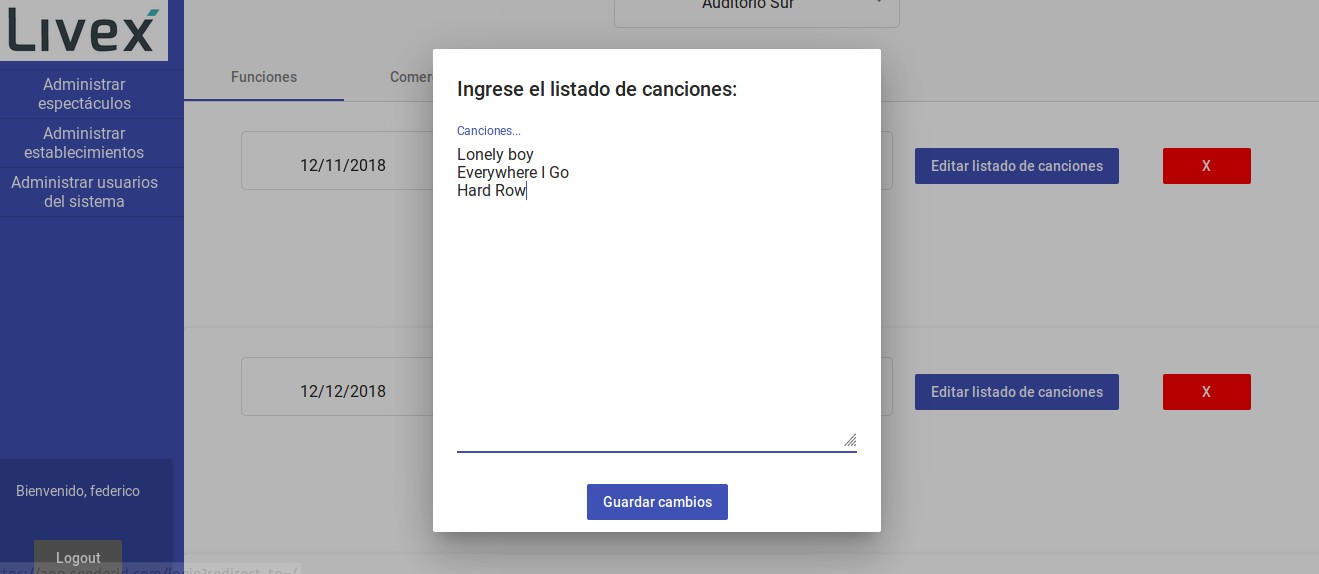 Livex
Administrar
espectáculos
Administrar
establecimientos
Administrar usuarios
del sistema
Bienvenido, federico
Logout
Auditorio Sur
Funciones
Comer
12/11/2018
Editar listado de canciones
X
12/12/2018
Editar listado de canciones
X
Ingrese el listado de canciones:
Canciones...
Lonely boy
Everywhere I Go
Hard Row
Guardar cambios